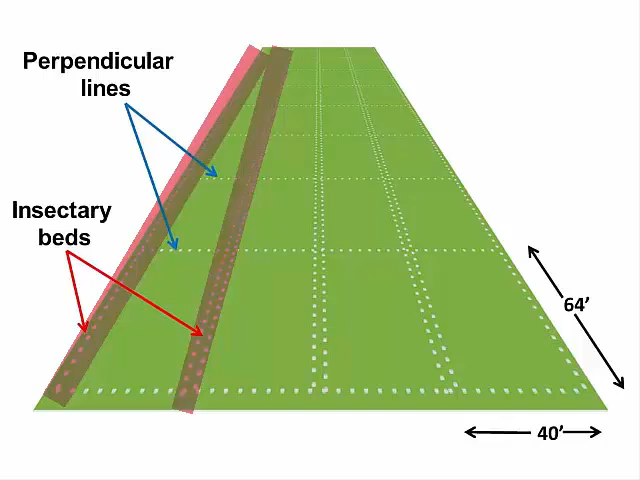 Perpendicular
lines
Insectary
beds
64’
40’